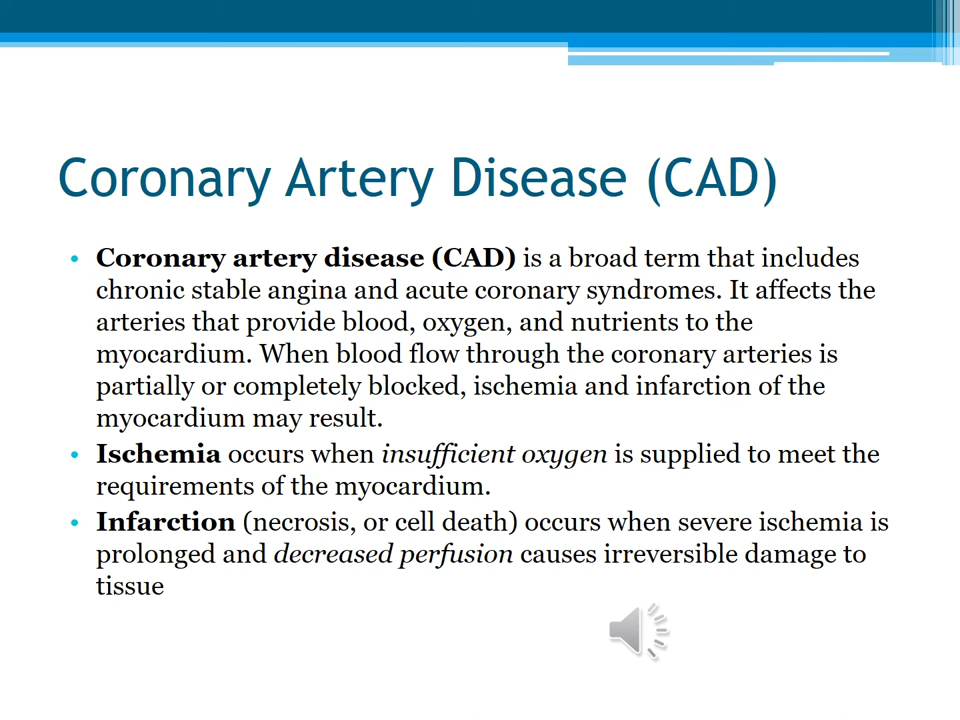 Coronary Artery Disease (CAD)
• Coronary artery disease (CAD) is a broad term that includes
chronic stable angina and acute coronary syndromes. It affects the
arteries that provide blood, oxygen, and nutrients to the
myocardium. When blood flow through the coronary arteries is
partially or completely blocked, ischemia and infarction of the
myocardium may result.
• Ischemia occurs when insufficient oxygen is supplied to meet the
requirements of the myocardium.
• Infarction (necrosis, or cell death) occurs when severe ischemia is
prolonged and decreased perfusion causes irreversible damage to
tissue